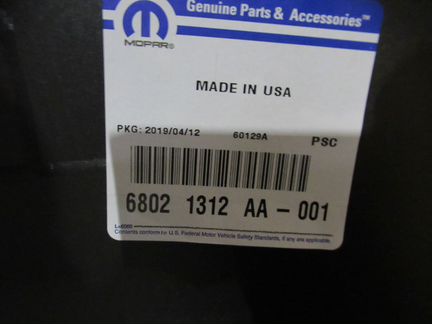 Genuine Parts & Accessories™
MOPAR®
MADE IN USA
PKG: 2019/04/12 60129A PSC
6802 1312 AA - 001
Contents conform to U.S. Federal Motor Vehicle Safety Standards, if any are applicable.